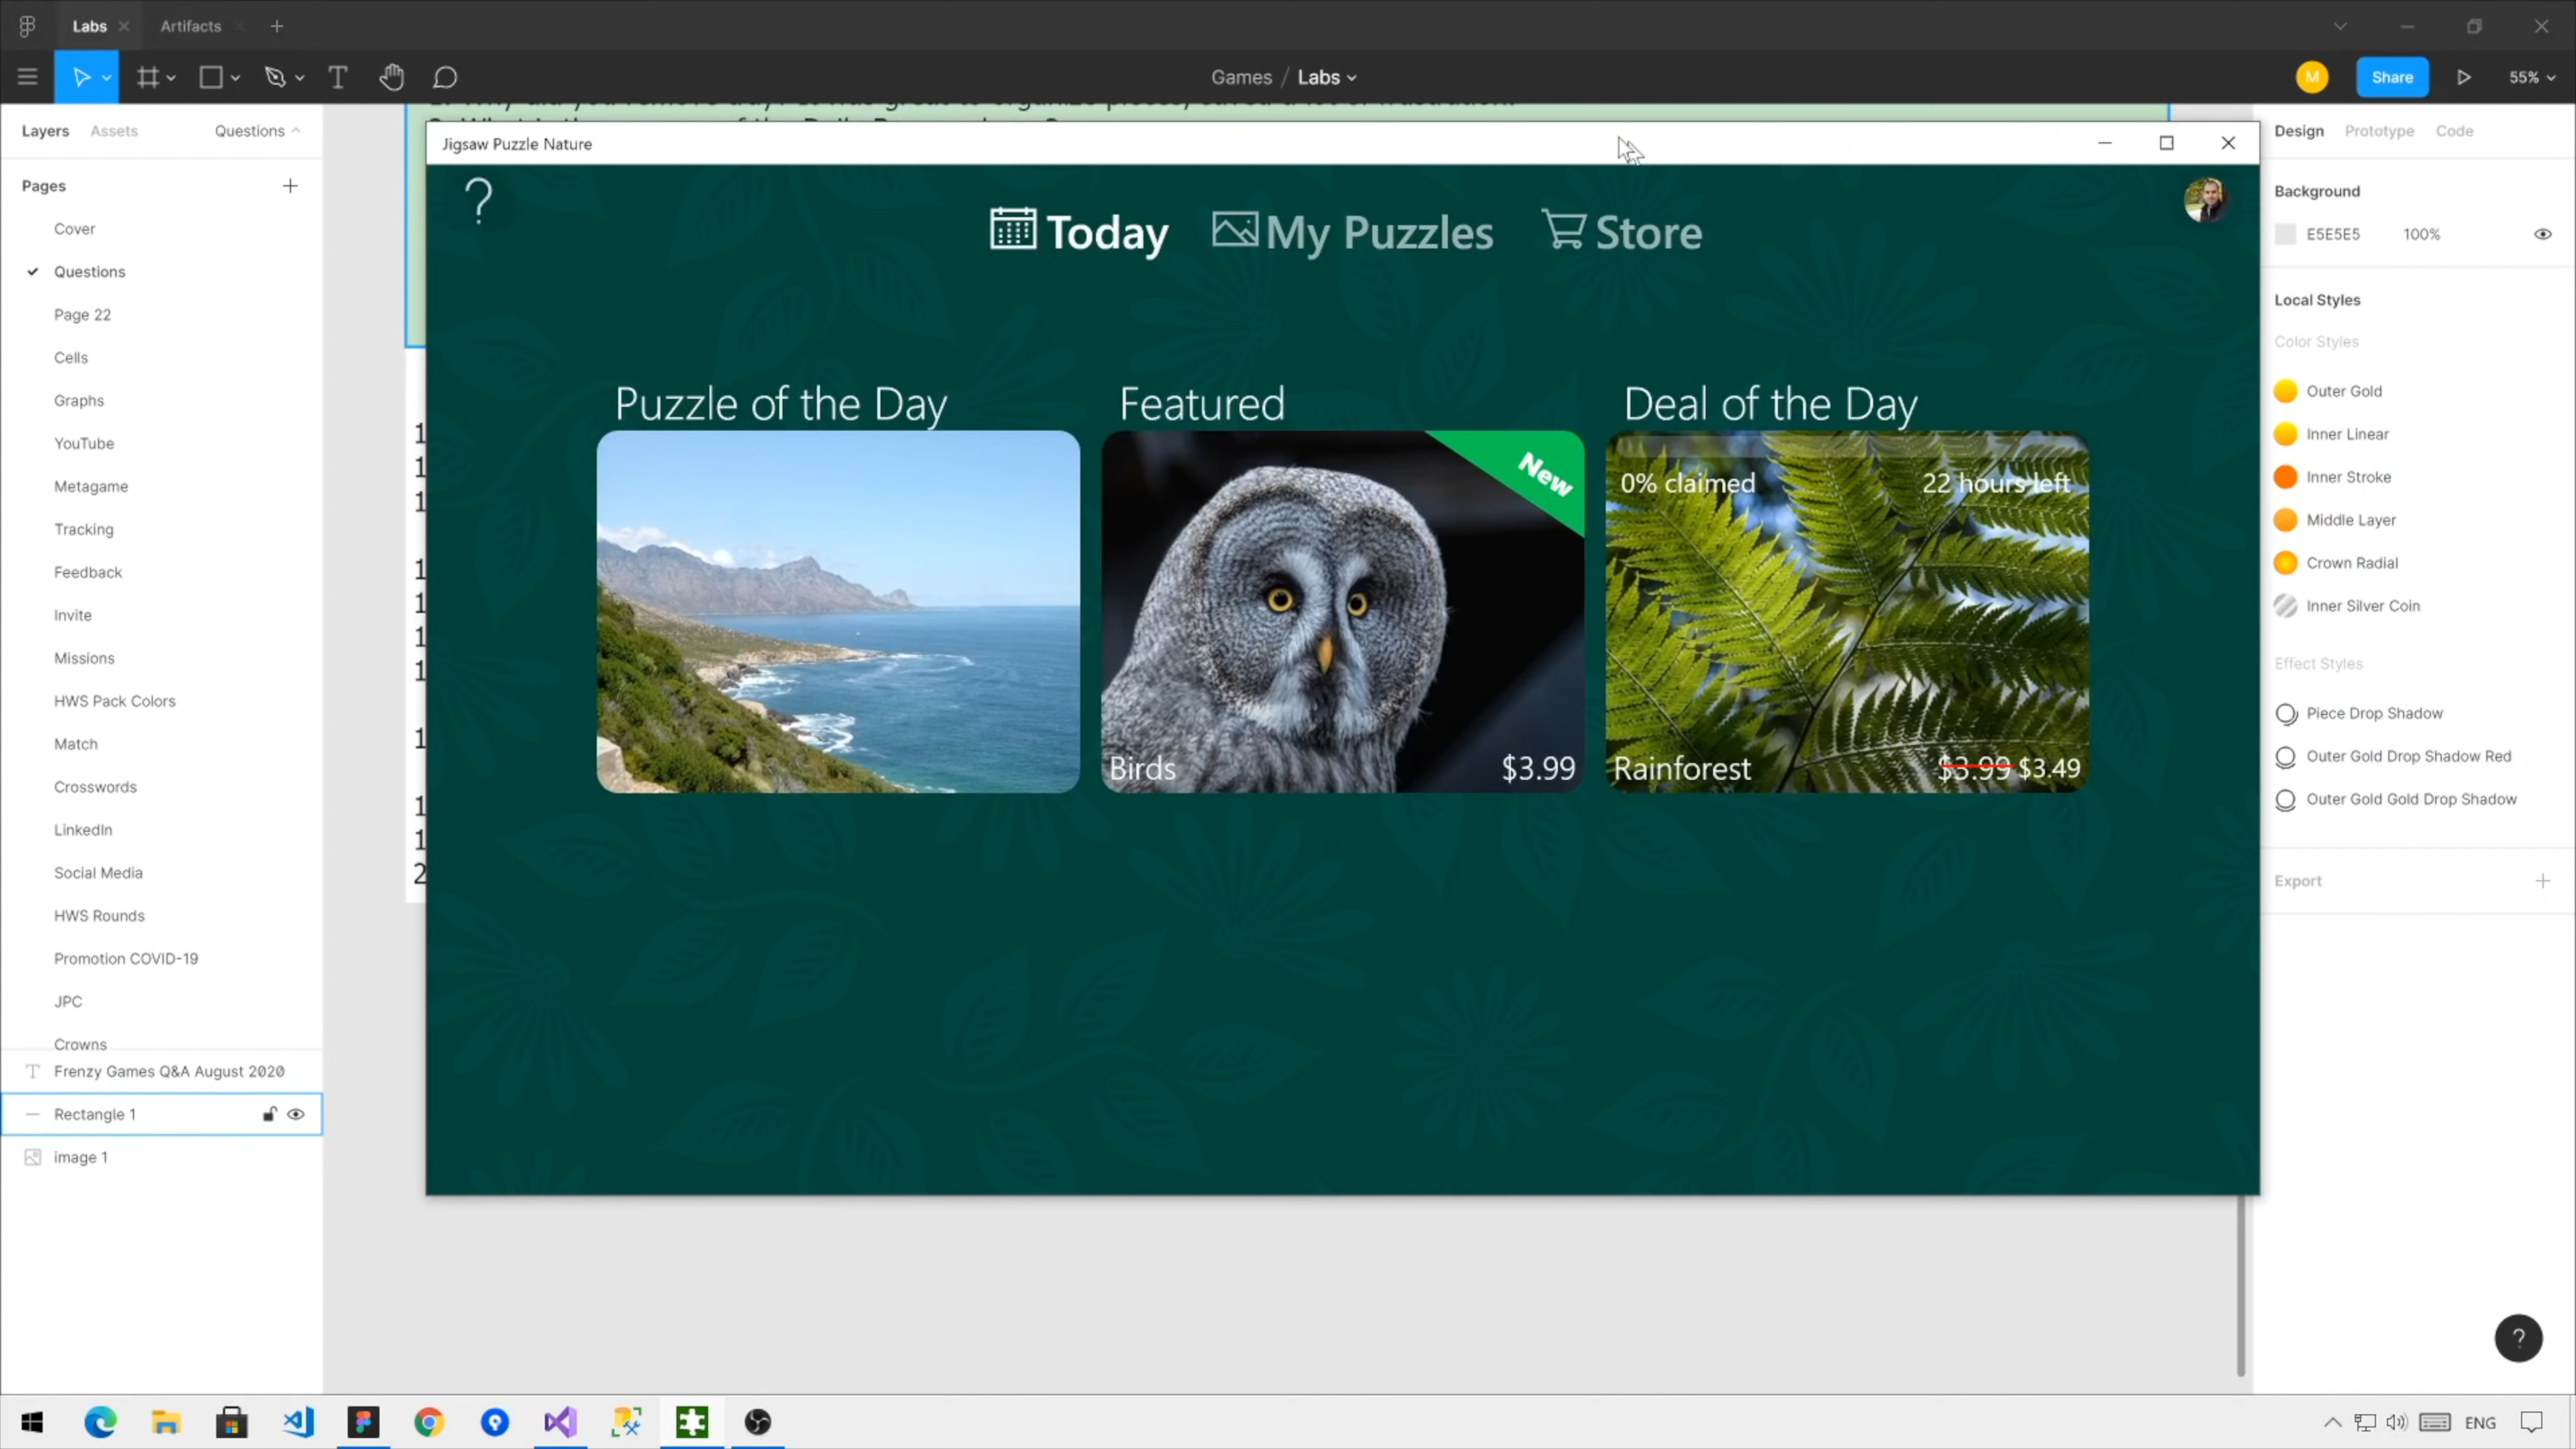 Labs
Artifacts
Games / Labs
M
Share
55%
Layers
Assets
Questions
Pages
Cover
Questions
Page 22
Cells
Graphs
YouTube
Metagame
Tracking
Feedback
Invite
Missions
HWS Pack Colors
Match
Crosswords
LinkedIn
Social Media
HWS Rounds
Promotion COVID-19
JPC
Crowns
Frenzy Games Q&A August 2020
Rectangle 1
image 1
Jigsaw Puzzle Nature
?
Today
My Puzzles
Store
Puzzle of the Day
Featured
New
Birds
$3.99
Deal of the Day
0% claimed
22 hours left
Rainforest
$3.99 $3.49
Design
Prototype
Code
Background
E5E5E5
100%
Local Styles
Color Styles
Outer Gold
Inner Linear
Inner Stroke
Middle Layer
Crown Radial
Inner Silver Coin
Effect Styles
Piece Drop Shadow
Outer Gold Drop Shadow Red
Outer Gold Gold Drop Shadow
Export
?
ENG